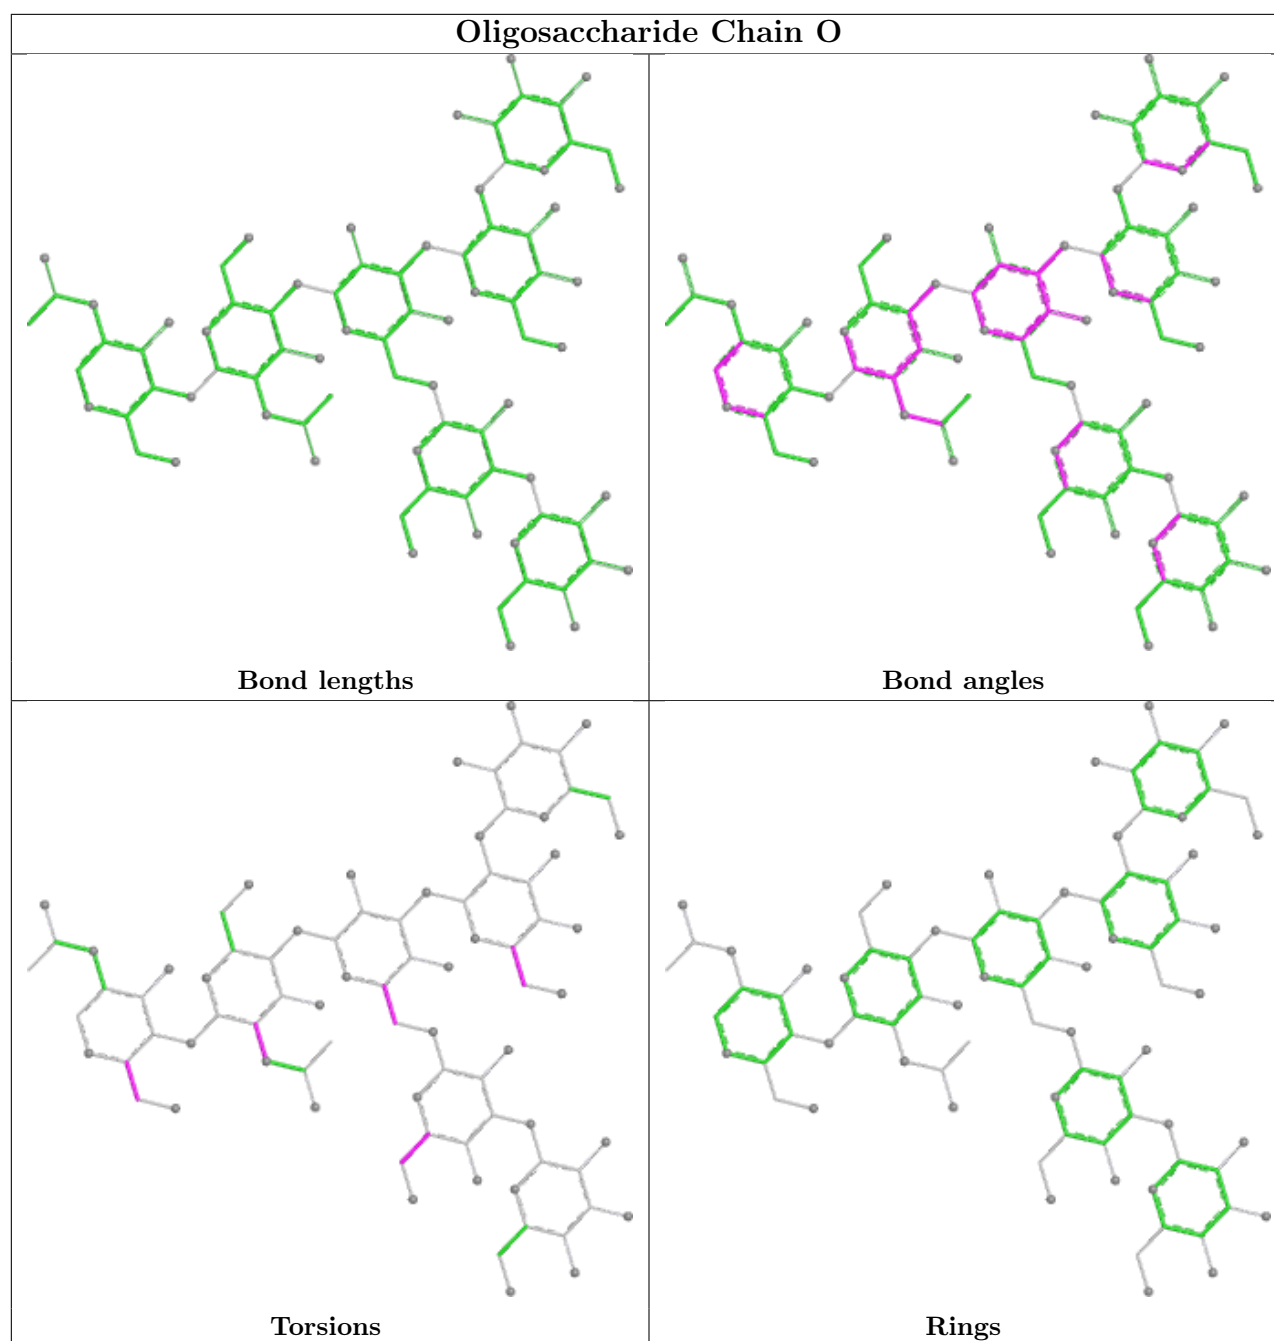 Oligosaccharide Chain O
Bond lengths
Bond angles
Torsions
Rings